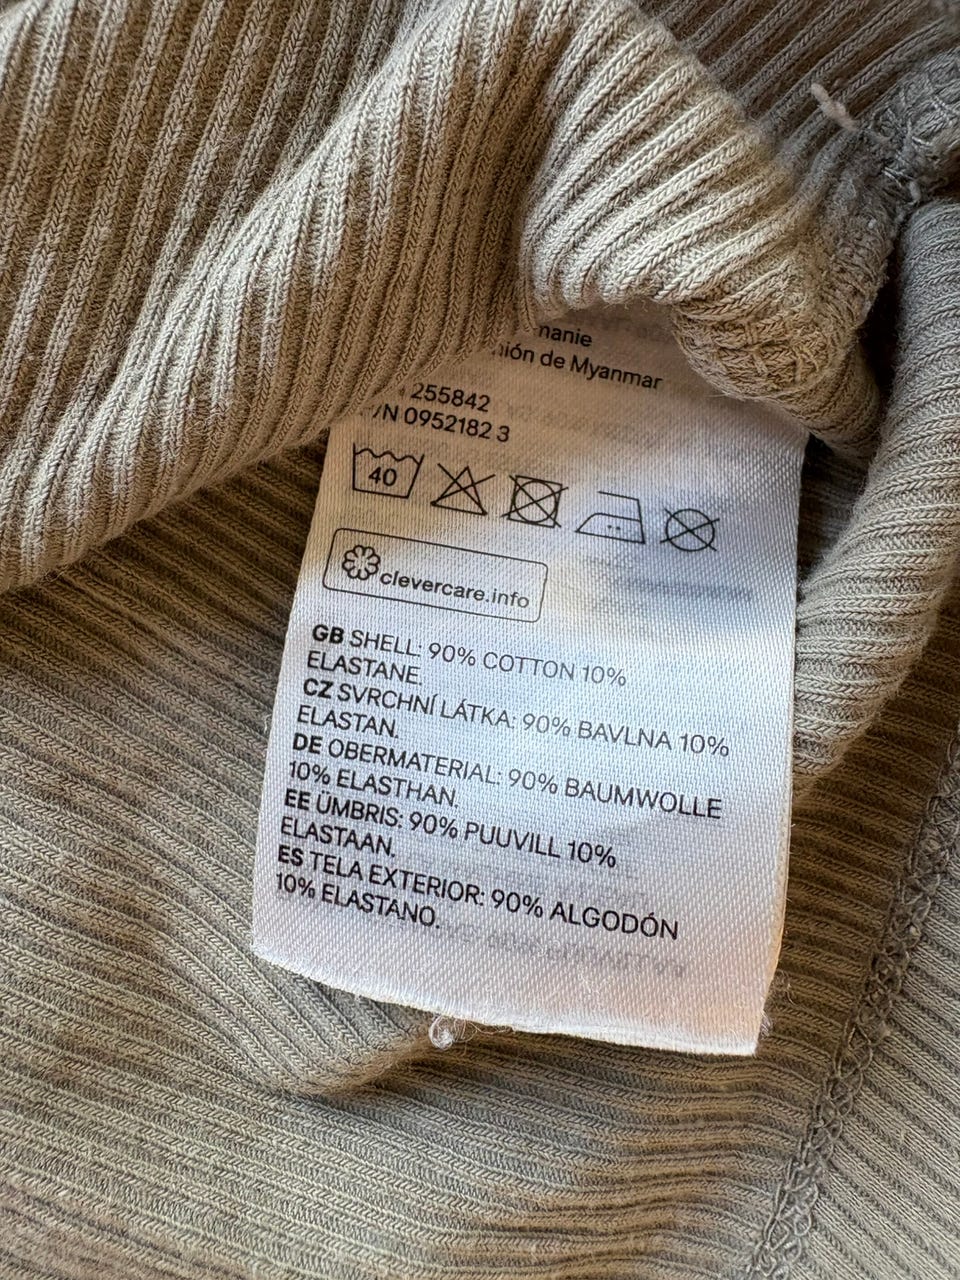 de Myanmar
255842
0952182 3
40
clevercare.info
GB SHELL: 90% COTTON 10%
ELASTANE.
CZ SVRCHNÍ LÁTKA: 90% BAVLNA 10%
ELASTAN.
DE OBERMATERIAL: 90% BAUMWOLLE
10% ELASTHAN.
EE ÜMBRIS: 90% PUUVILL 10%
ELASTAAN.
ES TELA EXTERIOR: 90% ALGODÓN
10% ELASTANO.